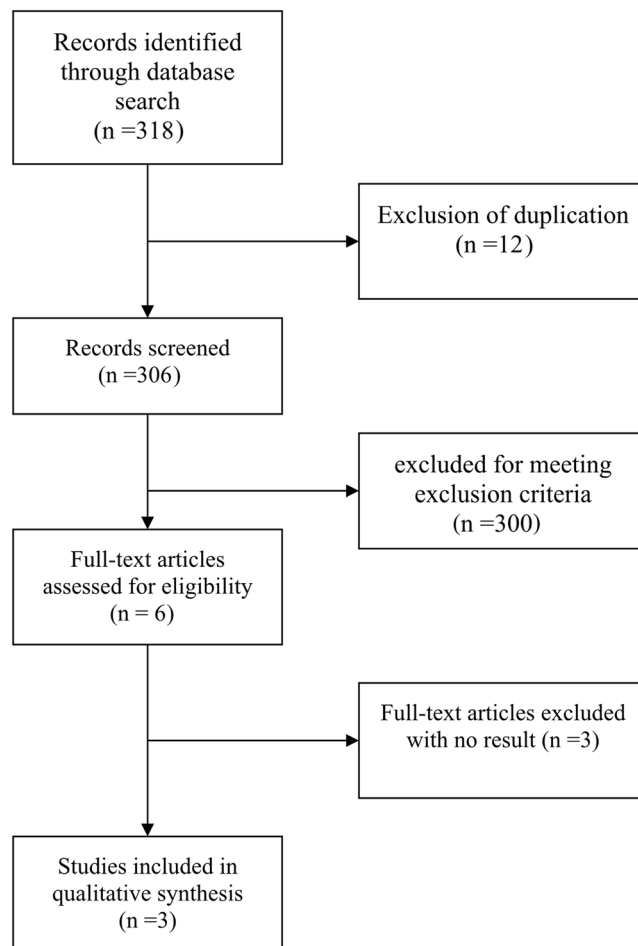 Records identified
through database
search
(n =318)
Exclusion of duplication
(n =12)
Records screened
(n =306)
excluded for meeting
exclusion criteria
(n =300)
Full-text articles
assessed for eligibility
(n = 6)
Full-text articles excluded
with no result (n =3)
Studies included in
qualitative synthesis
(n =3)